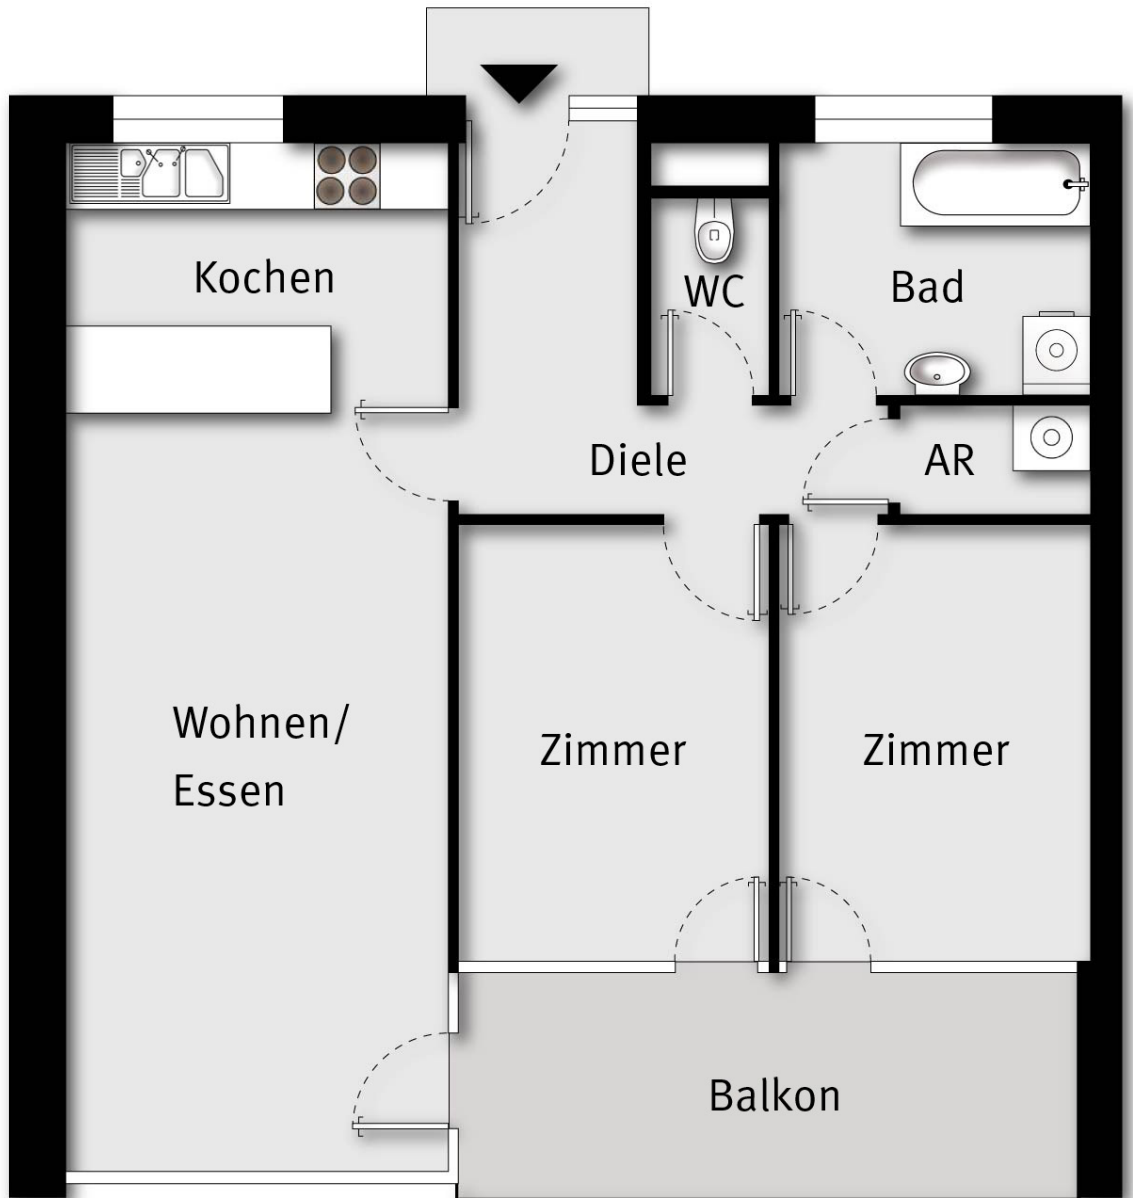 Kochen
WC
Bad
Diele
AR
Wohnen/
Essen
Zimmer
Zimmer
Balkon